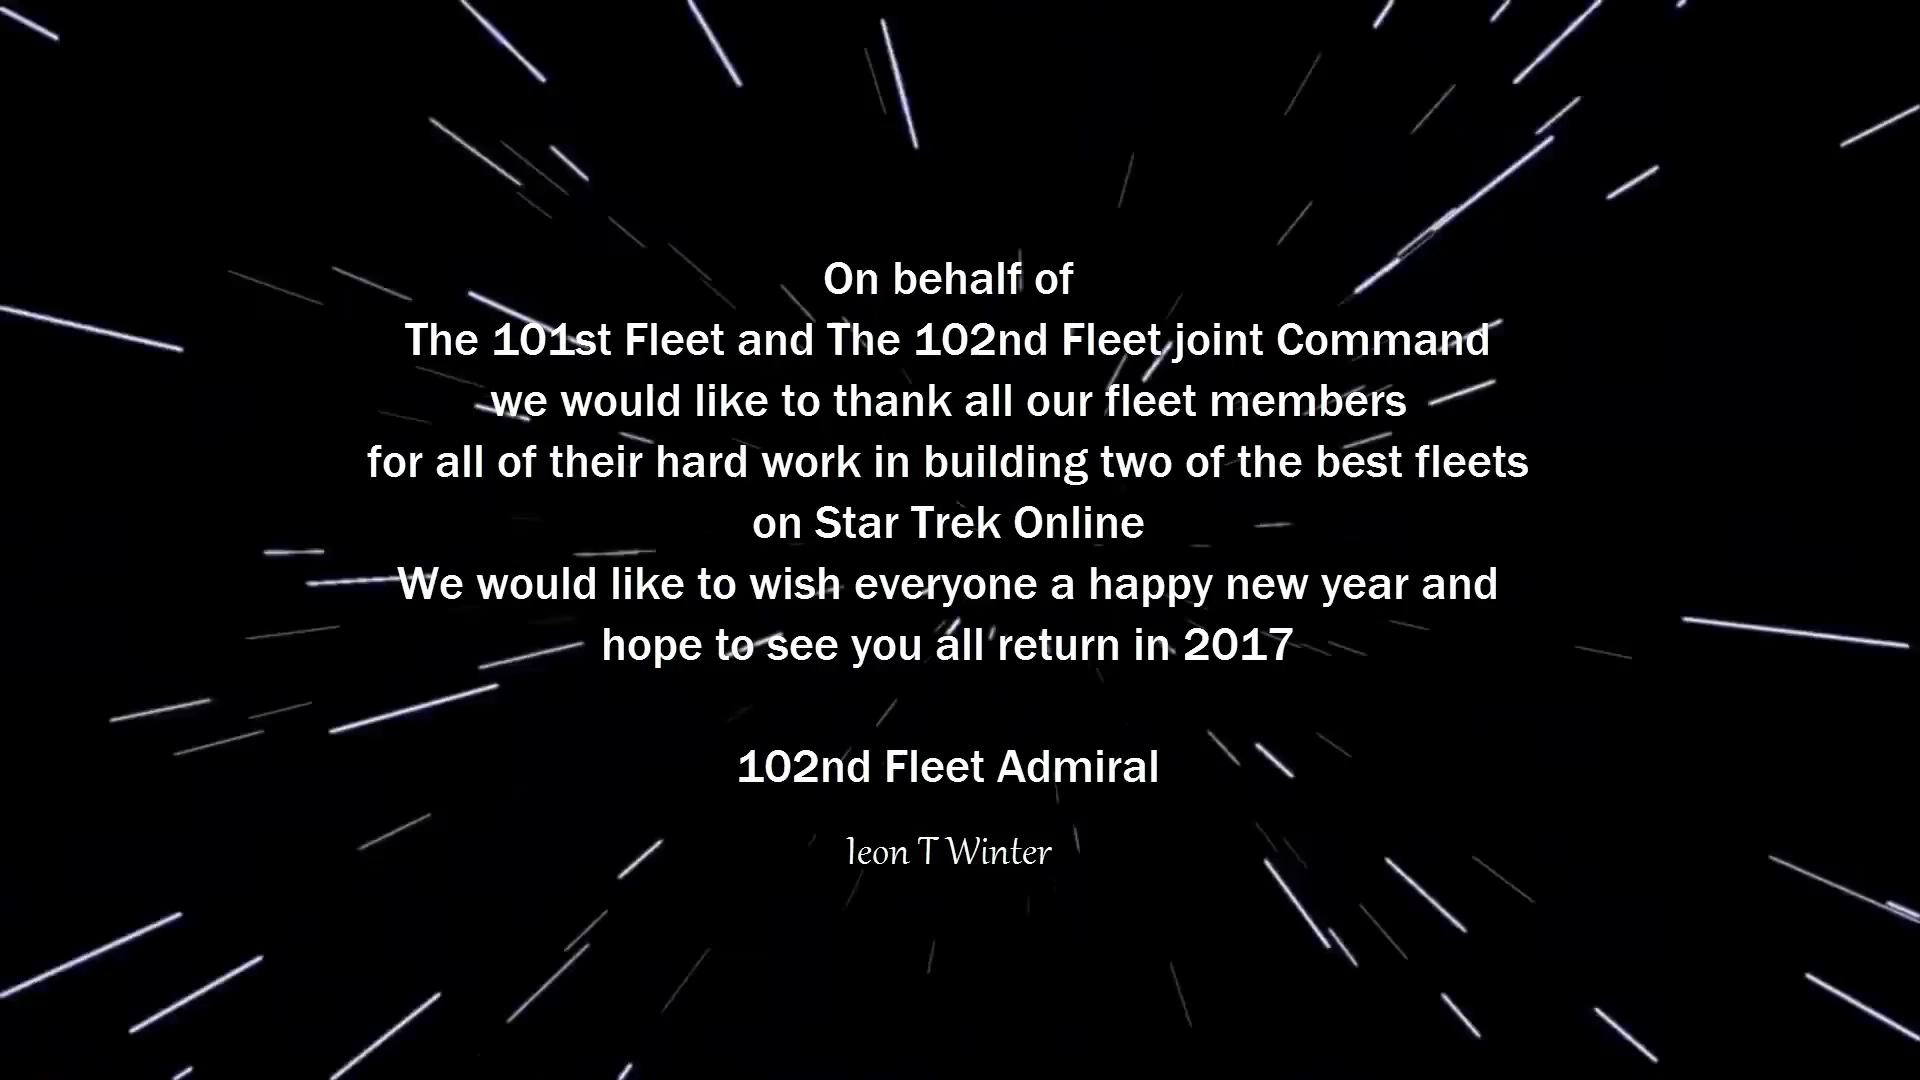 On behalf of
The 101st Fleet and The 102nd Fleet joint Command
we would like to thank all our fleet members
for all of their hard work in building two of the best fleets
on Star Trek Online
We would like to wish everyone a happy new year and
hope to see you all return in 2017
102nd Fleet Admiral
Ieon T Winter